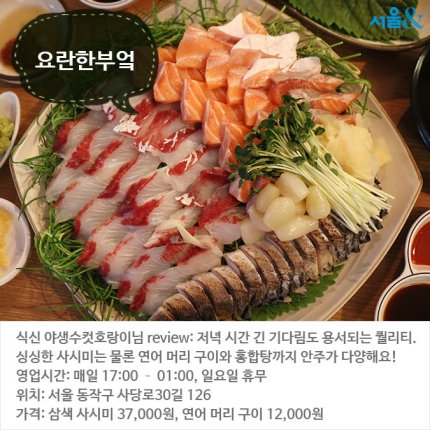 서울&
요란한부엌
식신 야생수컷호랑이님 review: 저녁 시간 긴 기다림도 용서되는 퀄리티.
싱싱한 사시미는 물론 연어 머리 구이와 홍합탕까지 안주가 다양해요!
영업시간: 매일 17:00 – 01:00, 일요일 휴무
위치: 서울 동작구 사당로30길 126
가격: 삼색 사시미 37,000원, 연어 머리 구이 12,000원